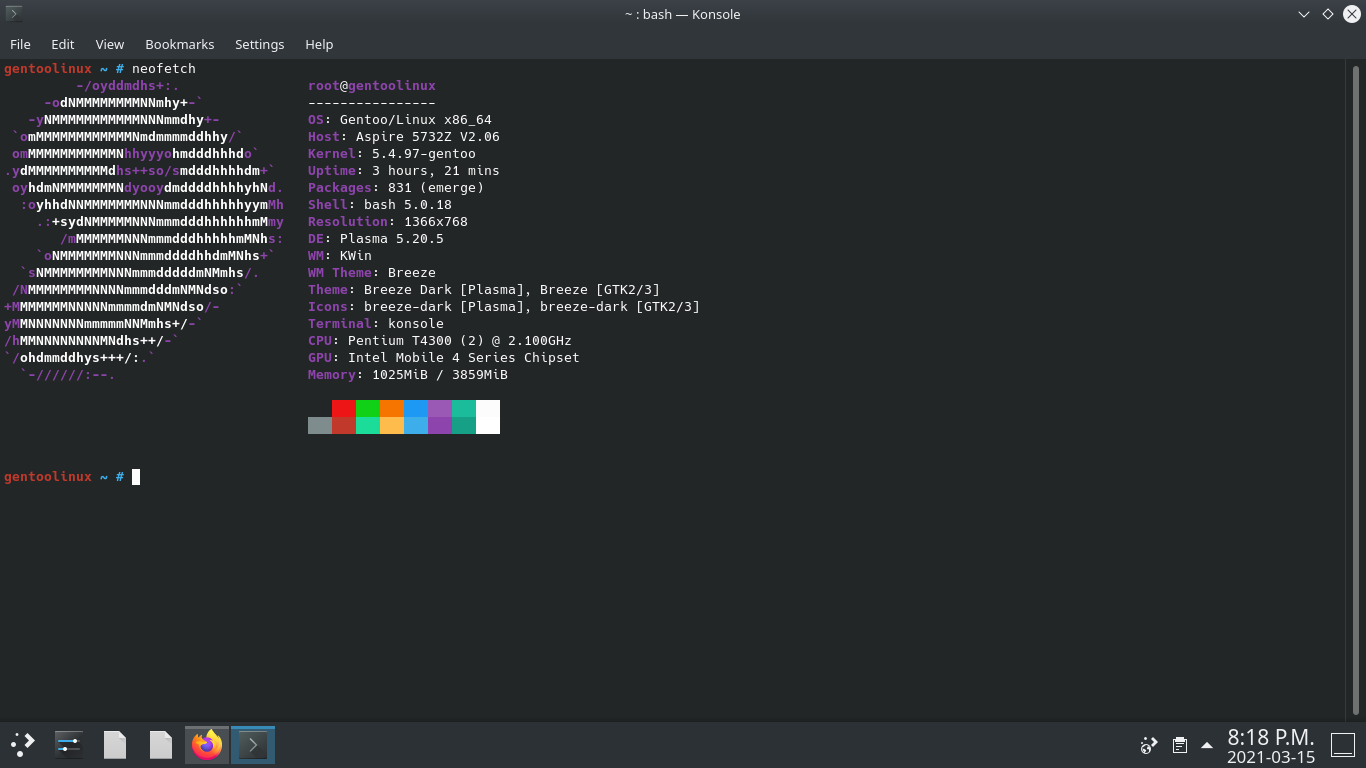 ~ : bash — Konsole
File Edit View Bookmarks Settings Help
gentoolinux ~ # neofetch
-/oyddmdhs+:. root@gentoolinux
-odNMMMMMMMMNNmhy+-` ----------------
-yNMMMMMMMMMMMNNNmmdhy+- OS: Gentoo/Linux x86_64
`omMMMMMMMMMMMMNmdmmmmddhhy/` Host: Aspire 5732Z V2.06
omMMMMMMMMMMMNhhyyyohmdddhhhdo` Kernel: 5.4.97-gentoo
.ydMMMMMMMMMMdhs++so/smdddhhhhdm+` Uptime: 3 hours, 21 mins
oyhdmNMMMMMMMNdyooydmddddhhhhyhNd. Packages: 831 (emerge)
:oyhhdNNMMMMMMMNNNmmdddhhhhhyymMh Shell: bash 5.0.18
.:+sydNMMMMMNNNmmmdddhhhhhhmMmy Resolution: 1366x768
/mMMMMMMNNNmmmdddhhhhhmMNhs: DE: Plasma 5.20.5
`oNMMMMMMMNNNmmmddddhhdmMNhs+` WM: KWin
`sNMMMMMMMMNNNmmmdddddmNMmhs/. WM Theme: Breeze
/NMMMMMMMMNNNNmmmdddmNMNdso:` Theme: Breeze Dark [Plasma], Breeze [GTK2/3]
+MMMMMMMNNNNNmmmmdmNMNdso/- Icons: breeze-dark [Plasma], breeze-dark [GTK2/3]
yMMNNNNNNNmmmmmNNMmhs+/-` Terminal: konsole
/hMMNNNNNNNNMNdhs++/-` CPU: Pentium T4300 (2) @ 2.100GHz
`/ohdmmddhys+++/:.` GPU: Intel Mobile 4 Series Chipset
`-//////:--. Memory: 1025MiB / 3859MiB
gentoolinux ~ #
8:18 P.M.
2021-03-15